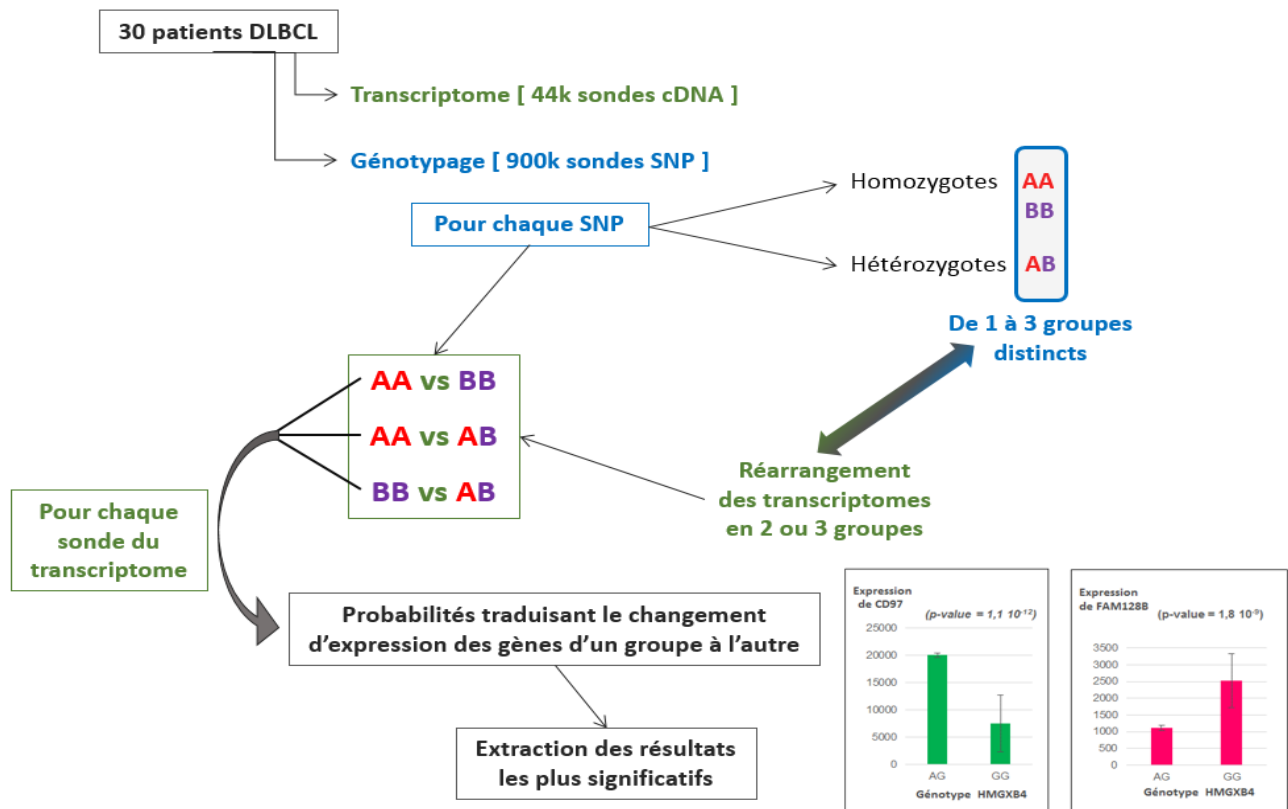 30 patients DLBCL
Transcriptome [ 44k sondes cDNA ]
Génotypage [ 900k sondes SNP ]
Pour chaque SNP
Homozygotes
AA
BB
Hétérozygotes
AB
De 1 à 3 groupes
distincts
AA vs BB
AA vs AB
BB vs AB
Réarrangement
des transcriptomes
en 2 ou 3 groupes
Pour chaque
sonde du
transcriptome
Probabilités traduisant le changement
d'expression des gènes d'un groupe à l'autre
Extraction des résultats
les plus significatifs
Expression
de CD97
(p-value = 1,1 10⁻¹²)
25000
20000
15000
10000
5000
0
AG
GG
Génotype HMGXB4
Expression
de FAM128B
(p-value = 1,8 10⁻⁹)
3500
3000
2500
2000
1500
1000
500
0
AG
GG
Génotype HMGXB4